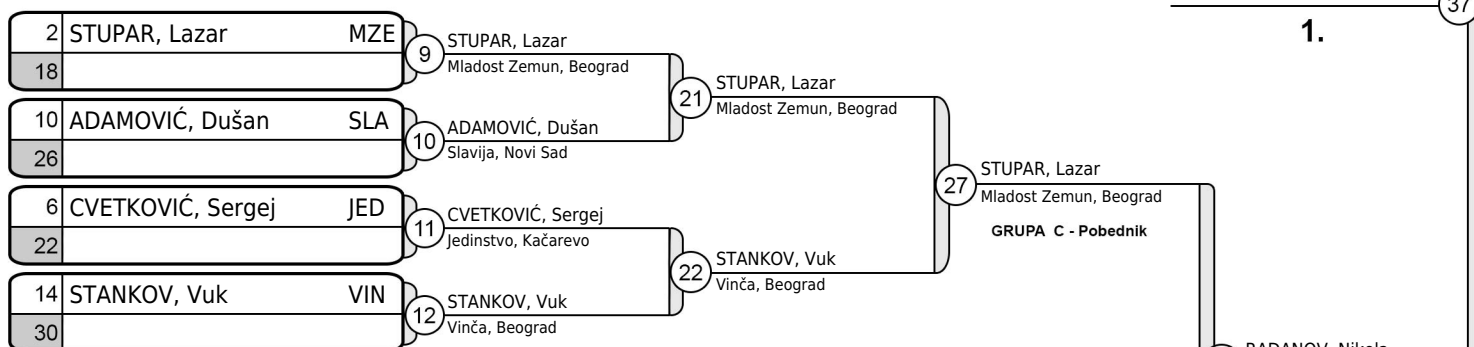 37
1.
2 STUPAR, Lazar MZE
18
9
STUPAR, Lazar
Mladost Zemun, Beograd
10 ADAMOVIĆ, Dušan SLA
26
10
ADAMOVIĆ, Dušan
Slavija, Novi Sad
21
STUPAR, Lazar
Mladost Zemun, Beograd
6 CVETKOVIĆ, Sergej JED
22
11
CVETKOVIĆ, Sergej
Jedinstvo, Kačarevo
14 STANKOV, Vuk VIN
30
12
STANKOV, Vuk
Vinča, Beograd
22
STANKOV, Vuk
Vinča, Beograd
27
STUPAR, Lazar
Mladost Zemun, Beograd
GRUPA C - Pobednik
RADANOV, Nikola